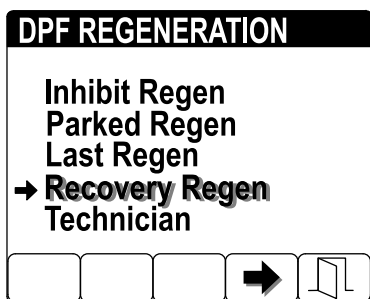 DPF REGENERATION
Inhibit Regen
Parked Regen
Last Regen
Recovery Regen
Technician